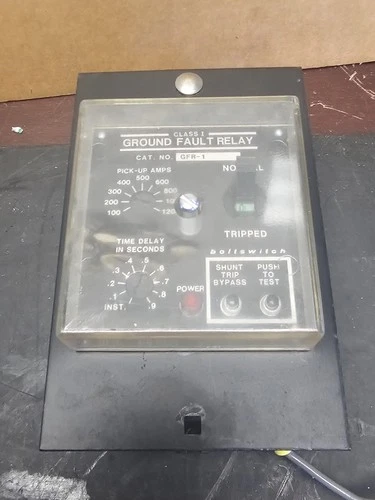 CLASS I
GROUND FAULT RELAY
CAT. NO. GFR-1
PICK-UP AMPS
500
400 600
300 800
200
100 120
NORMAL
TRIPPED
boltswitch
TIME DELAY
IN SECONDS
.4 .5
.3 .6
.2 .7
.1 .8
INST. .9
POWER
SHUNT PUSH
TRIP TO
BYPASS TEST